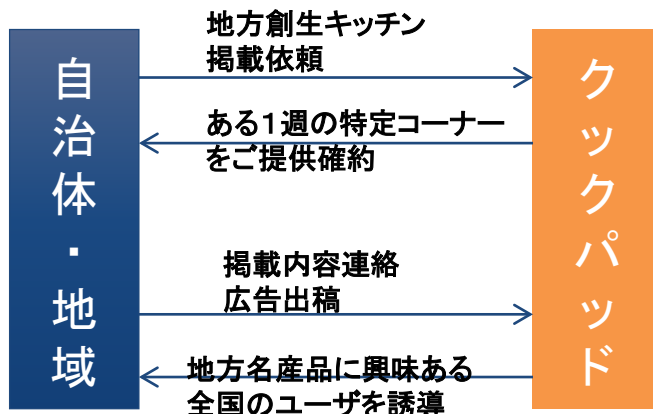 自治体・地域
地方創生キッチン
掲載依頼
ある１週の特定コーナー
をご提供確約
掲載内容連絡
広告出稿
地方名産品に興味ある
全国のユーザを誘導
クックパッド